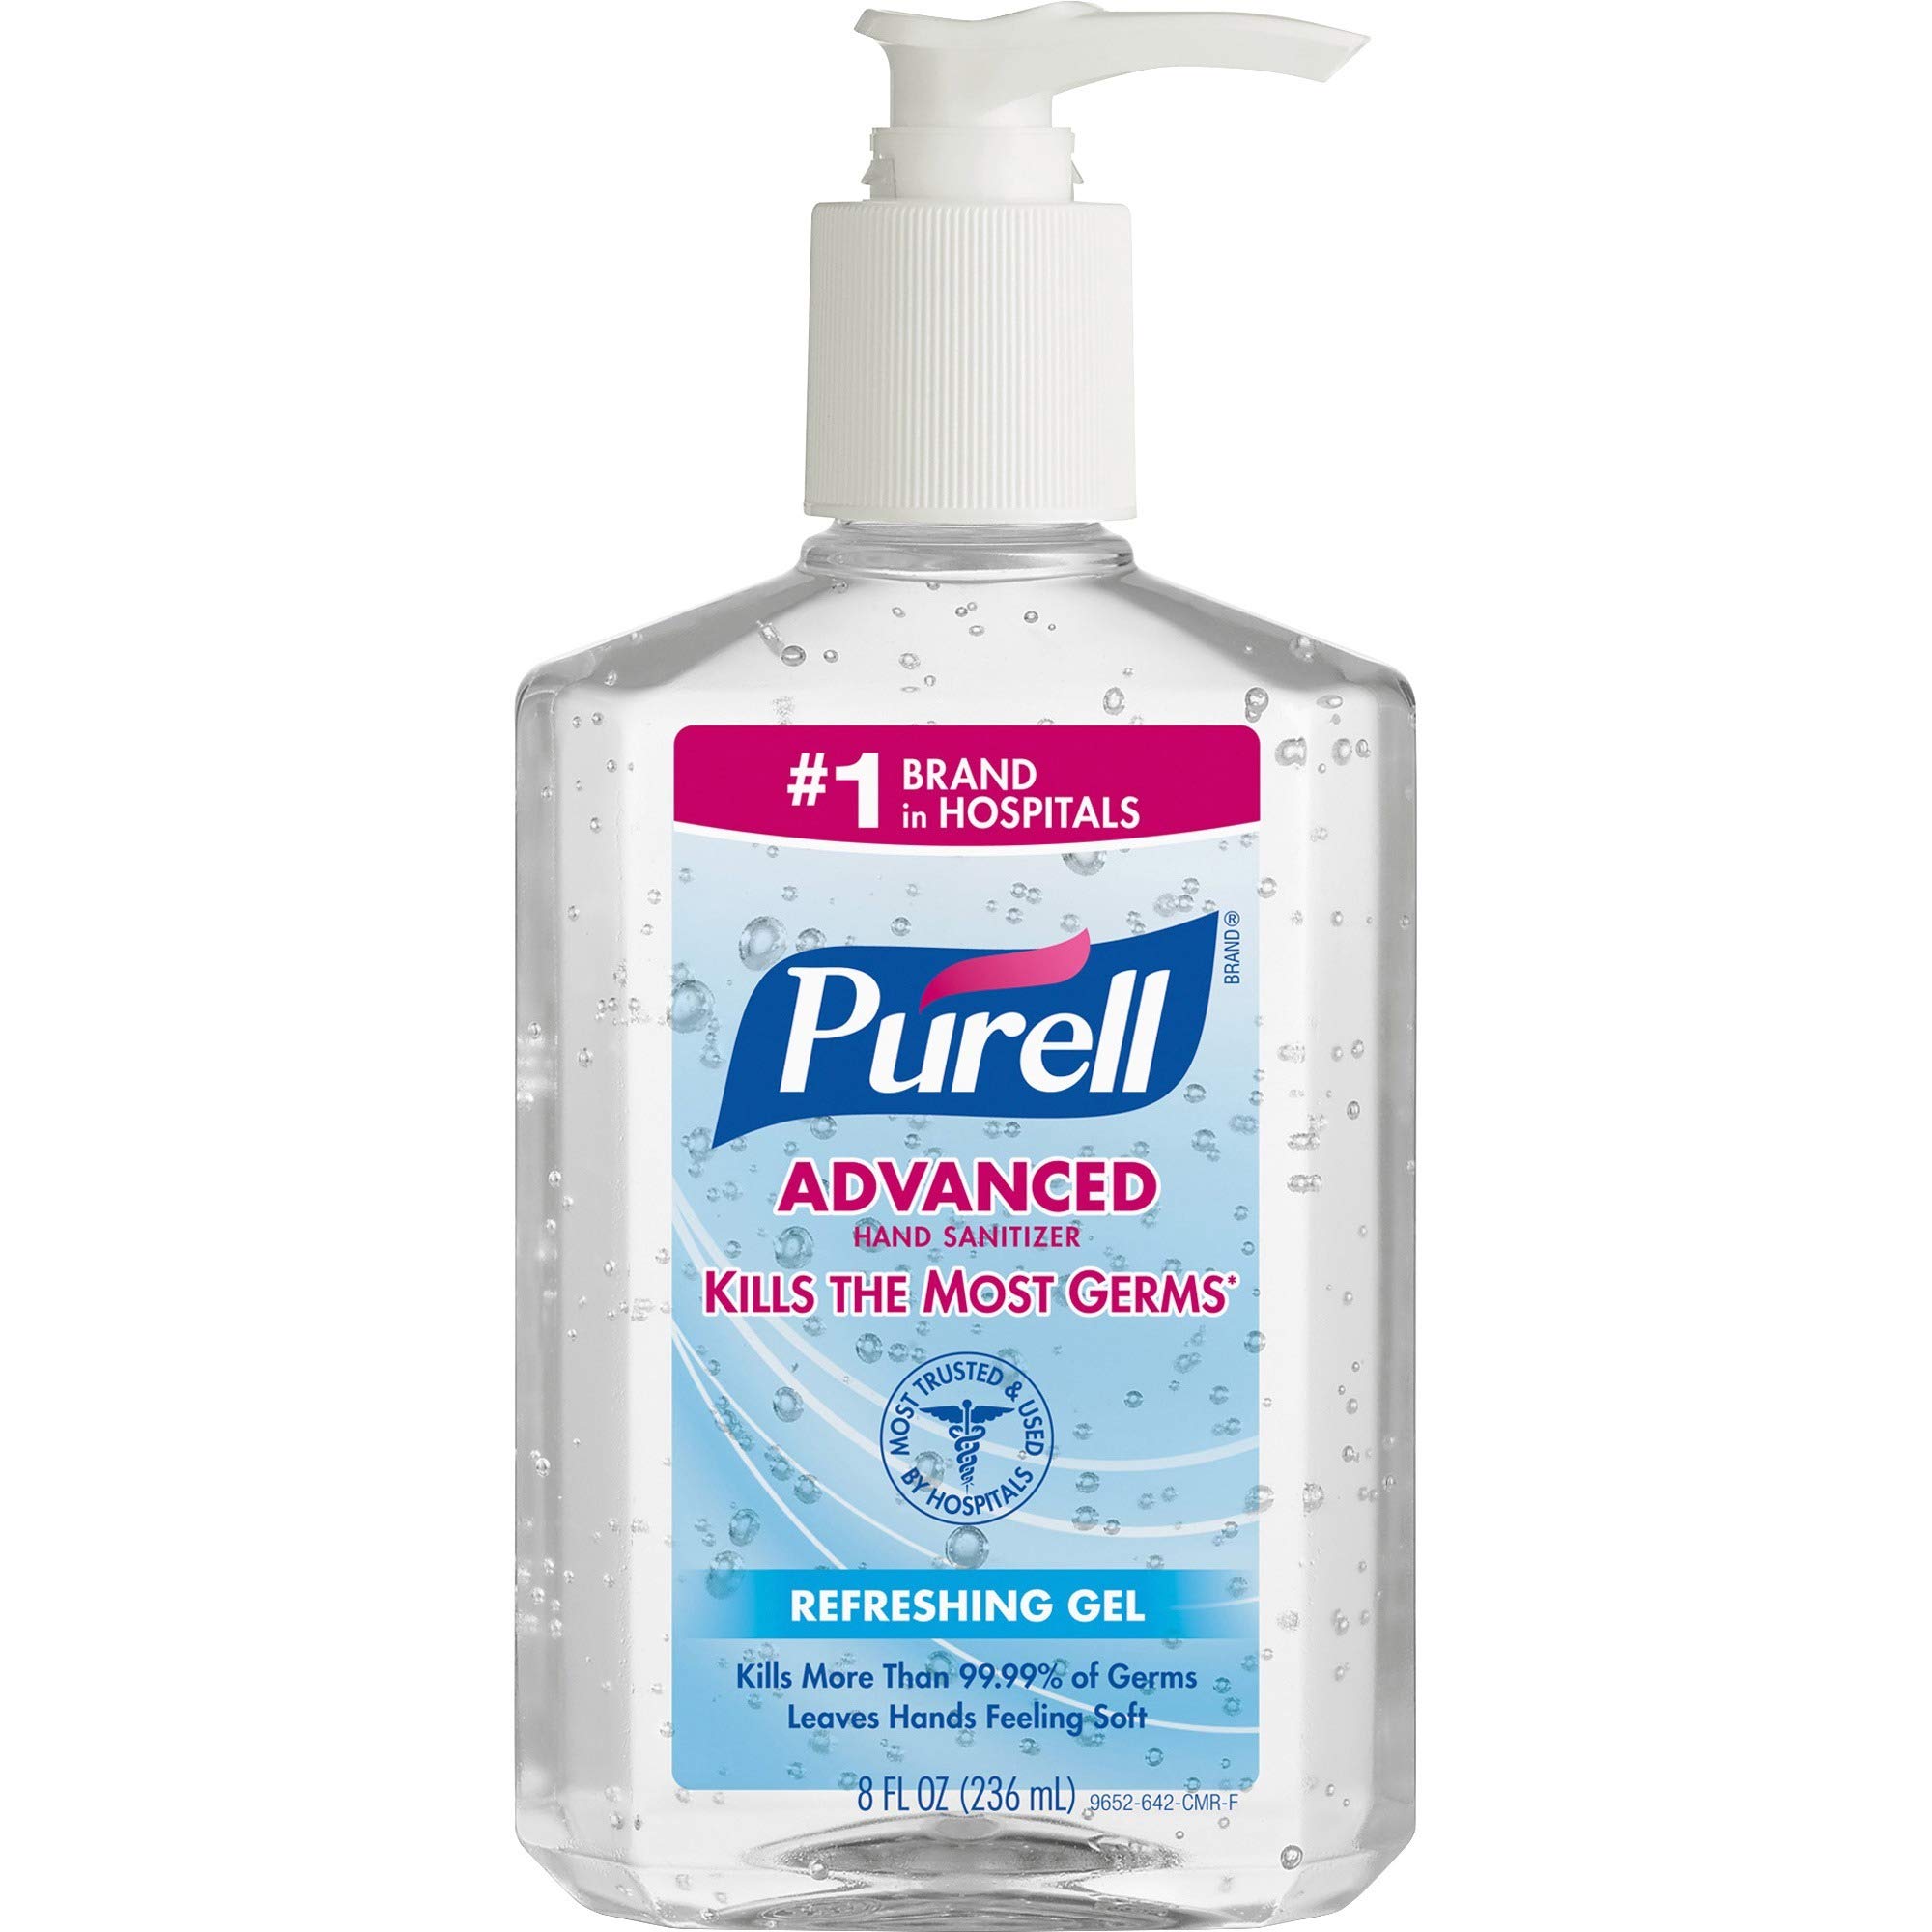 #1 BRAND
in HOSPITALS
BRAND®
Purell
ADVANCED
HAND SANITIZER
KILLS THE MOST GERMS*
MOST TRUSTED & USED
BY HOSPITALS
REFRESHING GEL
Kills More Than 99.99% of Germs
Leaves Hands Feeling Soft
8 FL OZ (236 mL) 9652-642-CMR-F